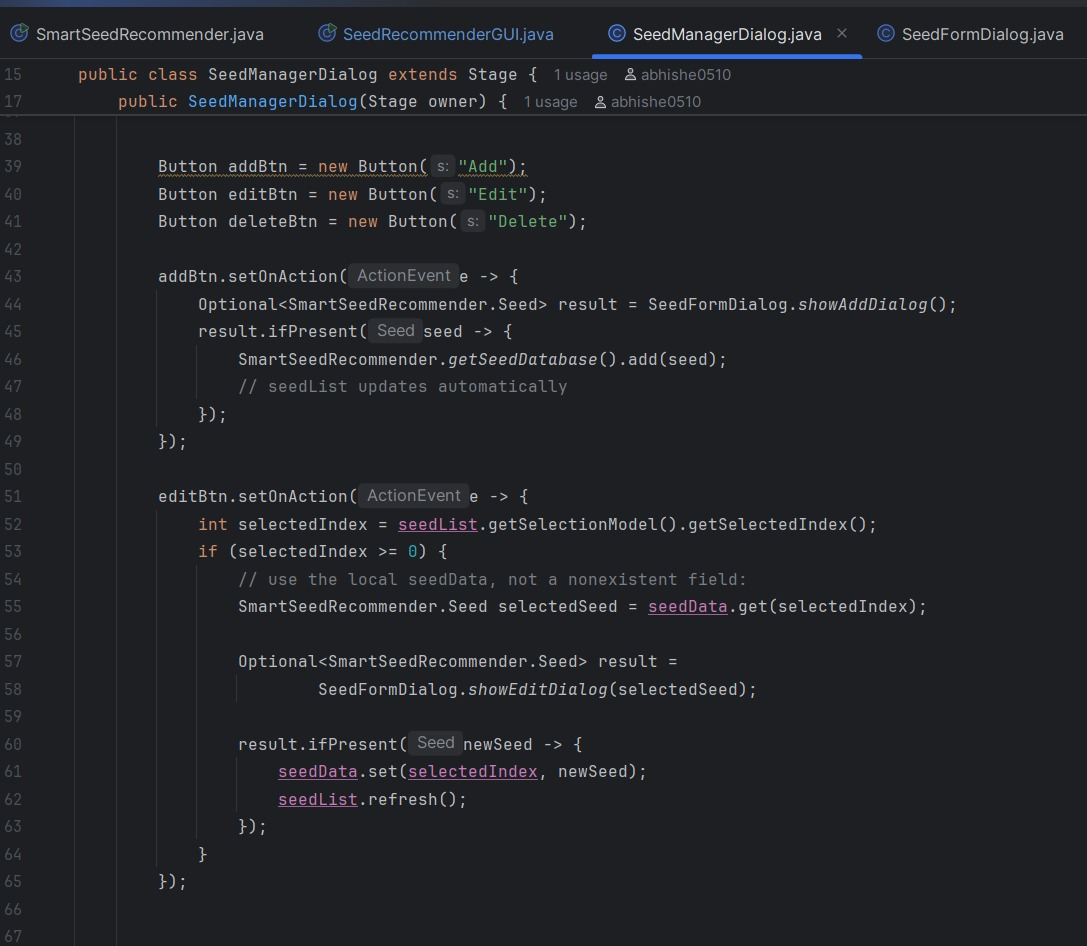 SmartSeedRecommender.java SeedRecommenderGUI.java SeedManagerDialog.java × SeedFormDialog.java
15 public class SeedManagerDialog extends Stage { 1 usage abhishe0510
17 public SeedManagerDialog(Stage owner) { 1 usage abhishe0510
38
39 Button addBtn = new Button( s: "Add");
40 Button editBtn = new Button( s: "Edit");
41 Button deleteBtn = new Button( s: "Delete");
42
43 addBtn.setOnAction( ActionEvent e -> {
44 Optional<SmartSeedRecommender.Seed> result = SeedFormDialog.showAddDialog();
45 result.ifPresent( Seed seed -> {
46 SmartSeedRecommender.getSeedDatabase().add(seed);
47 // seedList updates automatically
48 });
49 });
50
51 editBtn.setOnAction( ActionEvent e -> {
52 int selectedIndex = seedList.getSelectionModel().getSelectedIndex();
53 if (selectedIndex >= 0) {
54 // use the local seedData, not a nonexistent field:
55 SmartSeedRecommender.Seed selectedSeed = seedData.get(selectedIndex);
56
57 Optional<SmartSeedRecommender.Seed> result =
58 SeedFormDialog.showEditDialog(selectedSeed);
59
60 result.ifPresent( Seed newSeed -> {
61 seedData.set(selectedIndex, newSeed);
62 seedList.refresh();
63 });
64 }
65 });
66
67